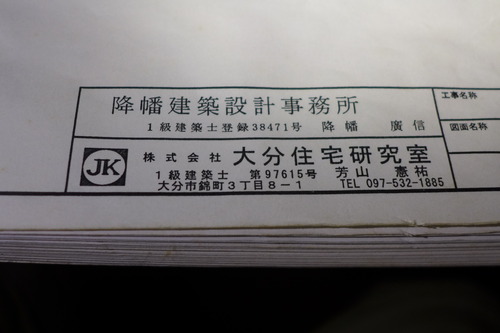 降幡建築設計事務所
1級建築士登録38471号 降幡 廣信
JK
株式会社 大分住宅研究室
1級建築士 第97615号 芳山 憲祐
大分市錦町3丁目8-1 TEL 097-532-1885
工事名称
図面名称